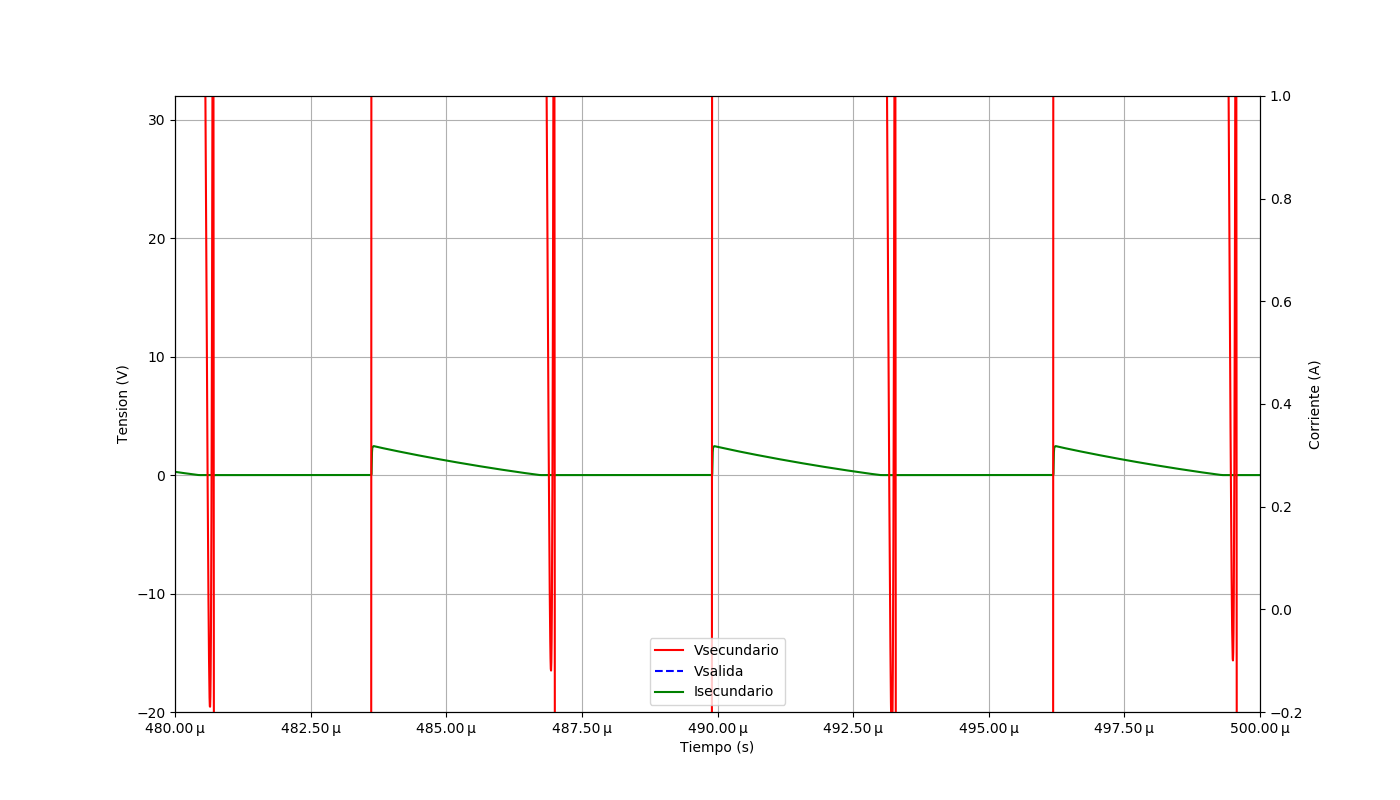 30
20
10
0
−10
−20
Tension (V)
1.0
0.8
0.6
0.4
0.2
0.0
−0.2
Corriente (A)
Vsecundario
Vsalida
Isecundario
480.00 µ 482.50 µ 485.00 µ 487.50 µ 490.00 µ 492.50 µ 495.00 µ 497.50 µ 500.00 µ
Tiempo (s)